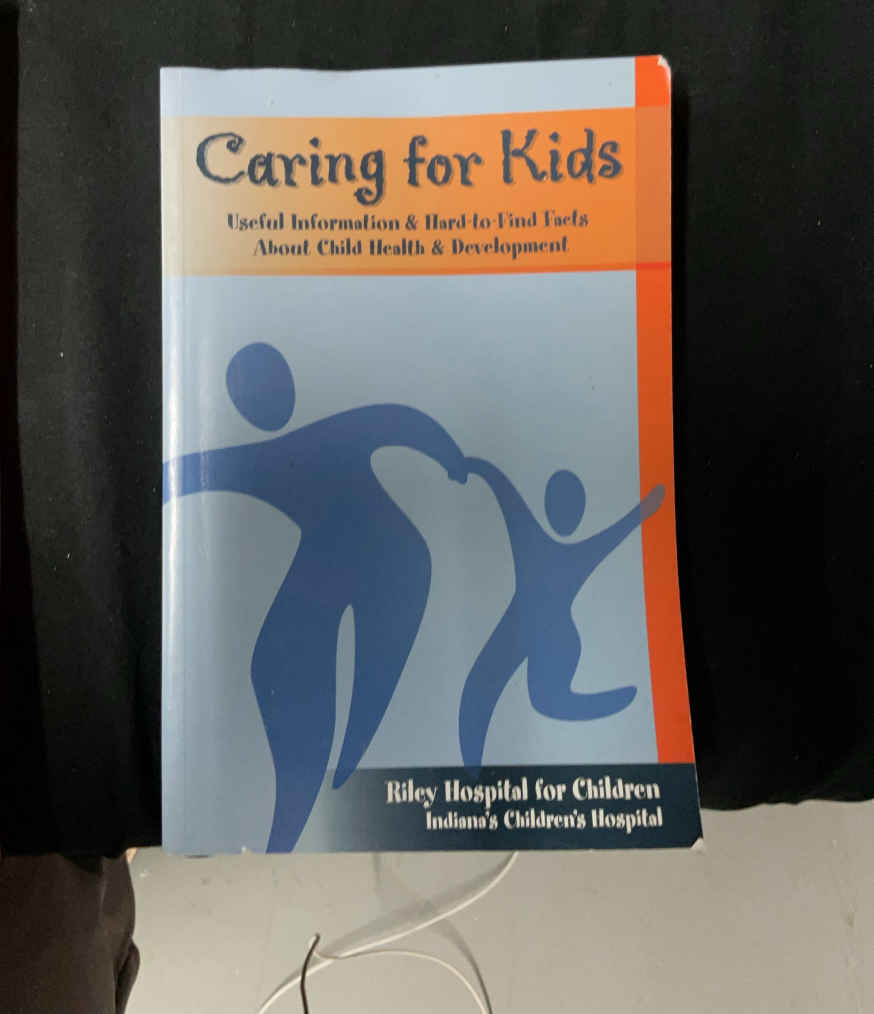 Caring for Kids
Useful Information & Hard-to-Find Facts
About Child Health & Development
Riley Hospital for Children
Indiana's Children's Hospital